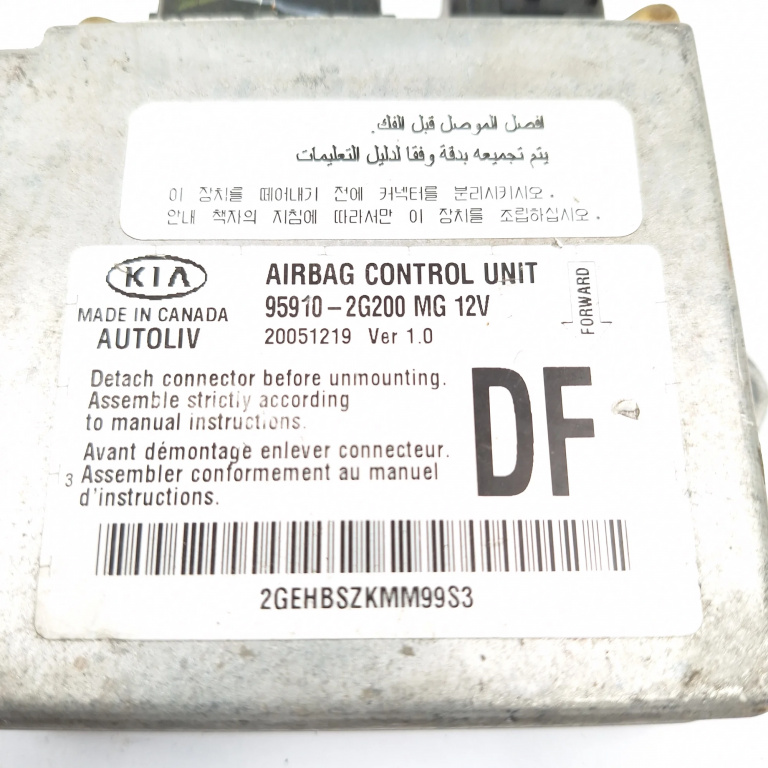 افصل الموصل قبل الفك.
يتم تجميعه بدقة وفقا لدليل التعليمات
이 장치를 떼어내기 전에 커넥터를 분리시키시오.
안내 책자의 지침에 따라서만 이 장치를 조립하십시오.
KIA
AIRBAG CONTROL UNIT
MADE IN CANADA
95910-2G200 MG 12V
AUTOLIV
20051219 Ver 1.0
FORWARD
Detach connector before unmounting.
Assemble strictly according
to manual instructions.
DF
Avant démontage enlever connecteur.
3 Assembler conformement au manuel
d'instructions.
2GEHBSZKMM99S3